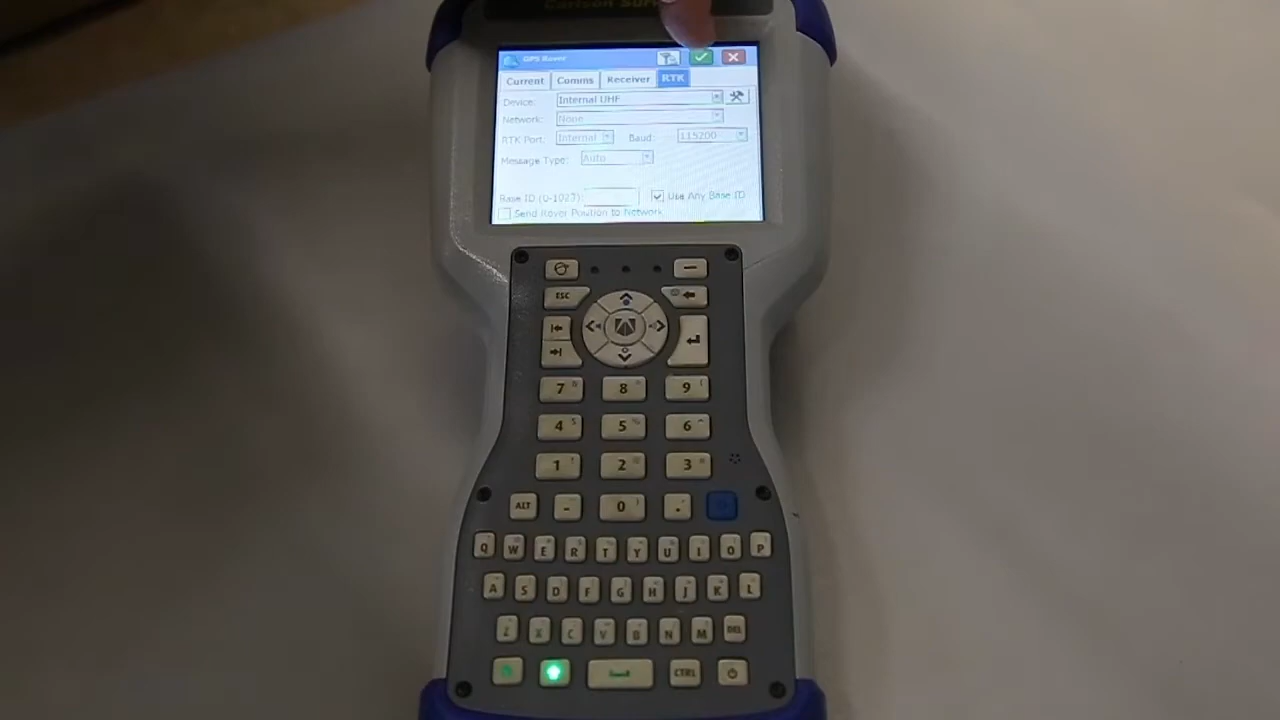 Carlson Sur
GPS Rover
Current Comms Receiver RTK
Device: Internal UHF
Network: None
RTK Port: Internal Baud: 115200
Message Type: Auto
Base ID (0-1023): Use Any Base ID
Send Rover Position to Network
ESC
7 8 9
4 5 6
1 2 3
ALT - 0 .
Q W E R T Y U I O P
A S D F G H J K L
Z X C V B N M DEL
CTRL